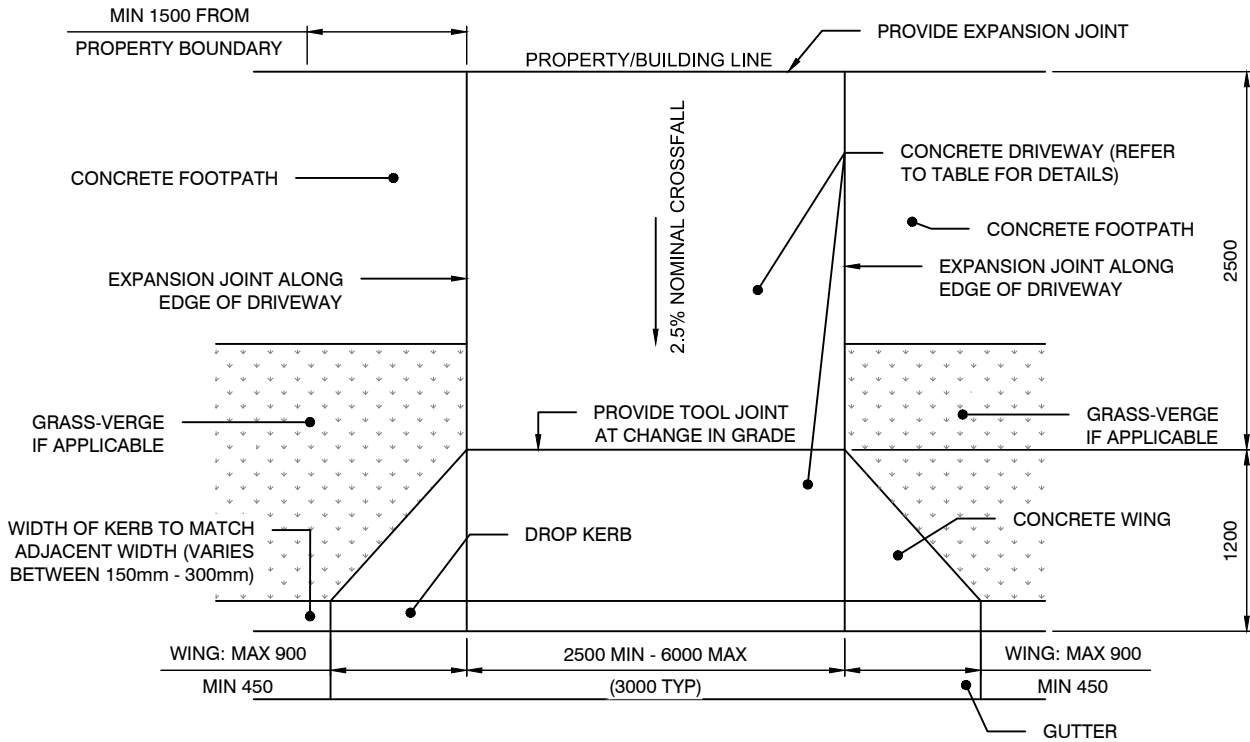 MIN 1500 FROM
PROPERTY BOUNDARY
PROVIDE EXPANSION JOINT
PROPERTY/BUILDING LINE
CONCRETE FOOTPATH
2.5% NOMINAL CROSSFALL
CONCRETE DRIVEWAY (REFER
TO TABLE FOR DETAILS)
CONCRETE FOOTPATH
2500
EXPANSION JOINT ALONG
EDGE OF DRIVEWAY
EXPANSION JOINT ALONG
EDGE OF DRIVEWAY
GRASS-VERGE
IF APPLICABLE
PROVIDE TOOL JOINT
AT CHANGE IN GRADE
GRASS-VERGE
IF APPLICABLE
WIDTH OF KERB TO MATCH
ADJACENT WIDTH (VARIES
BETWEEN 150mm - 300mm)
DROP KERB
CONCRETE WING
1200
WING: MAX 900
MIN 450
2500 MIN - 6000 MAX
(3000 TYP)
WING: MAX 900
MIN 450
GUTTER